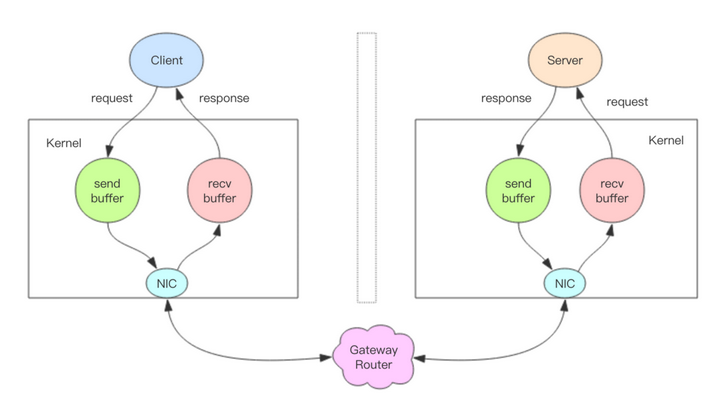 Client
Server
request
response
response
request
Kernel
Kernel
send
buffer
recv
buffer
send
buffer
recv
buffer
NIC
NIC
Gateway
Router